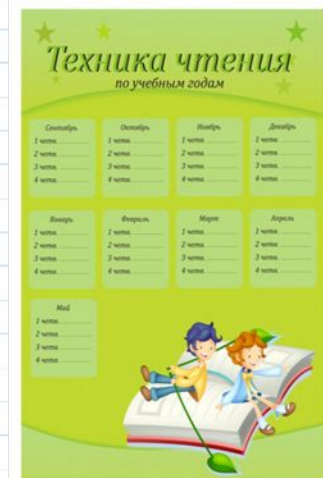 Техника чтения
по учебным годам
Сентябрь
1 четв.
2 четв.
3 четв.
4 четв.
Октябрь
1 четв.
2 четв.
3 четв.
4 четв.
Ноябрь
1 четв.
2 четв.
3 четв.
4 четв.
Декабрь
1 четв.
2 четв.
3 четв.
4 четв.
Январь
1 четв.
2 четв.
3 четв.
4 четв.
Февраль
1 четв.
2 четв.
3 четв.
4 четв.
Март
1 четв.
2 четв.
3 четв.
4 четв.
Апрель
1 четв.
2 четв.
3 четв.
4 четв.
Май
1 четв.
2 четв.
3 четв.
4 четв.